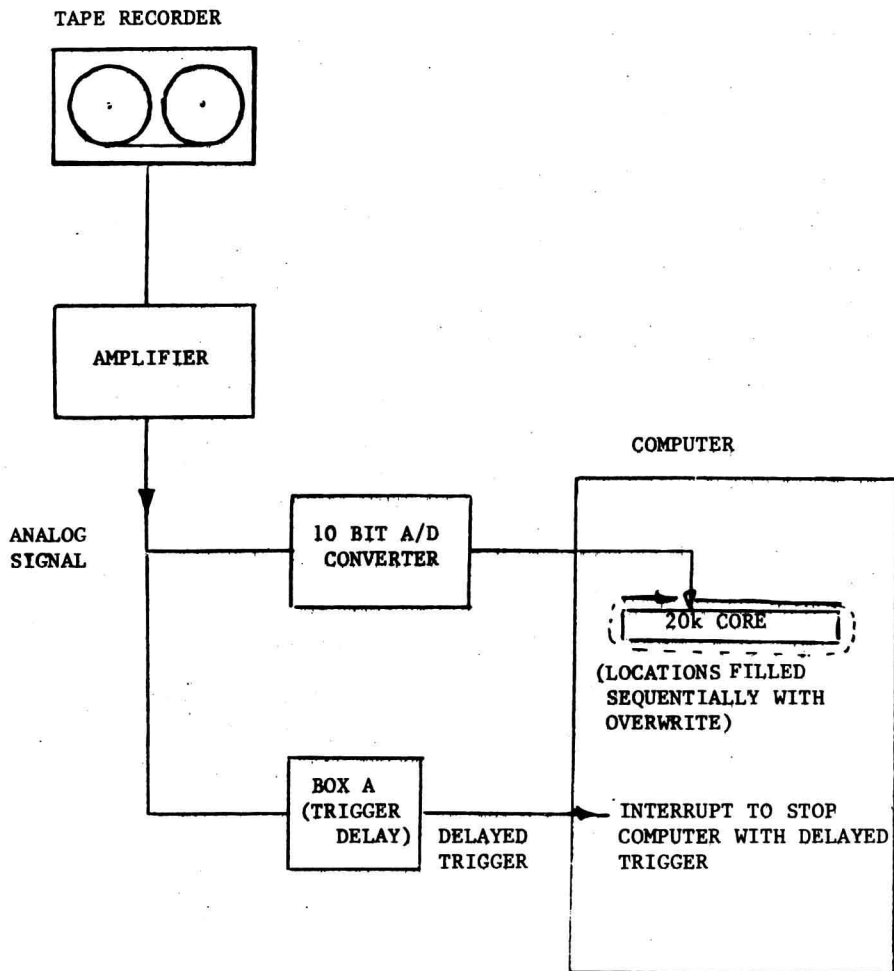 TAPE RECORDER
AMPLIFIER
COMPUTER
ANALOG
SIGNAL
10 BIT A/D
CONVERTER
20k CORE
(LOCATIONS FILLED
SEQUENTIALLY WITH
OVERWRITE)
BOX A
(TRIGGER
DELAY)
DELAYED
TRIGGER
INTERRUPT TO STOP
COMPUTER WITH DELAYED
TRIGGER